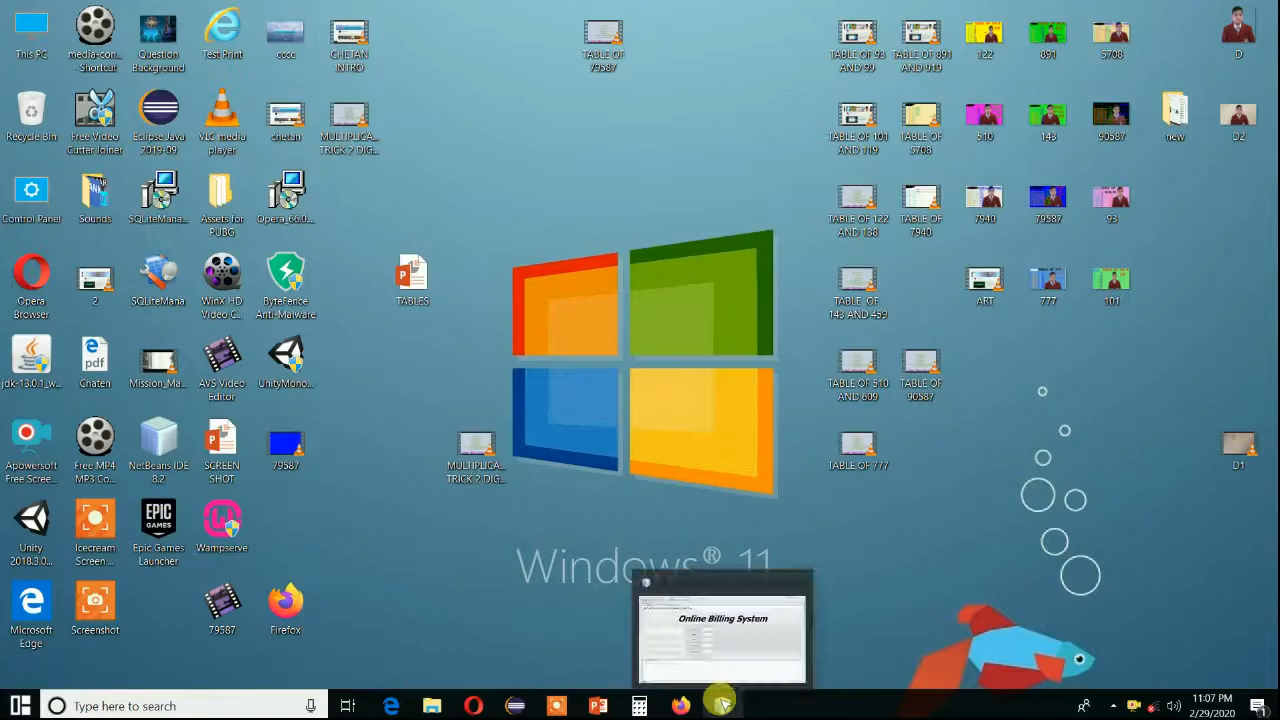 This PC
media-con...
- Shortcut
Question
Background
Test Print
cccc
CHETAN
INTRO
TABLE OF
79587
TABLE OF 93
AND 99
TABLE OF 891
AND 919
122
891
5708
D
Recycle Bin
Free Video
Cutter Joiner
Eclipse Java
2019-09
VLC media
player
chetan
MULTIPLICA...
TRICK 2 DIG...
TABLE OF 101
AND 119
TABLE OF
5708
510
143
90587
new
D2
Control Panel
Sounds
SQLiteMana...
Assets for
PUBG
Opera_66.0....
TABLE OF 122
AND 138
TABLE OF
7940
7940
79587
93
Opera
Browser
2
SQLiteMana
WinX HD
Video C...
ByteFence
Anti-Malware
TABLES
TABLE OF
143 AND 459
ART
777
101
jdk-13.0.1_w...
Chaten
Mission_Ma...
AVS Video
Editor
UnityMono...
TABLE OF 510
AND 609
TABLE OF
90587
Apowersoft
Free Scree...
Free MP4
MP3 Co...
NetBeans IDE
8.2
SCREEN
SHOT
79587
MULTIPLICA...
TRICK 2 DIG...
TABLE OF 777
D1
Unity
2018.3.0...
Icecream
Screen ...
Epic Games
Launcher
Wampserve
Windows® 11
Microsoft
Edge
Screenshot
79587
Firefox
Online Billing System
Type here to search
11:07 PM
2/29/2020